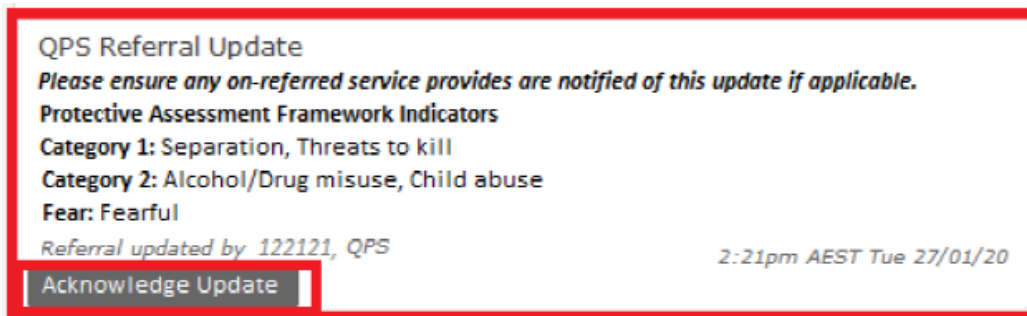 QPS Referral Update
Please ensure any on-referred service provides are notified of this update if applicable.
Protective Assessment Framework Indicators
Category 1: Separation, Threats to kill
Category 2: Alcohol/Drug misuse, Child abuse
Fear: Fearful
Referral updated by 122121, QPS
2:21pm AEST Tue 27/01/20
Acknowledge Update